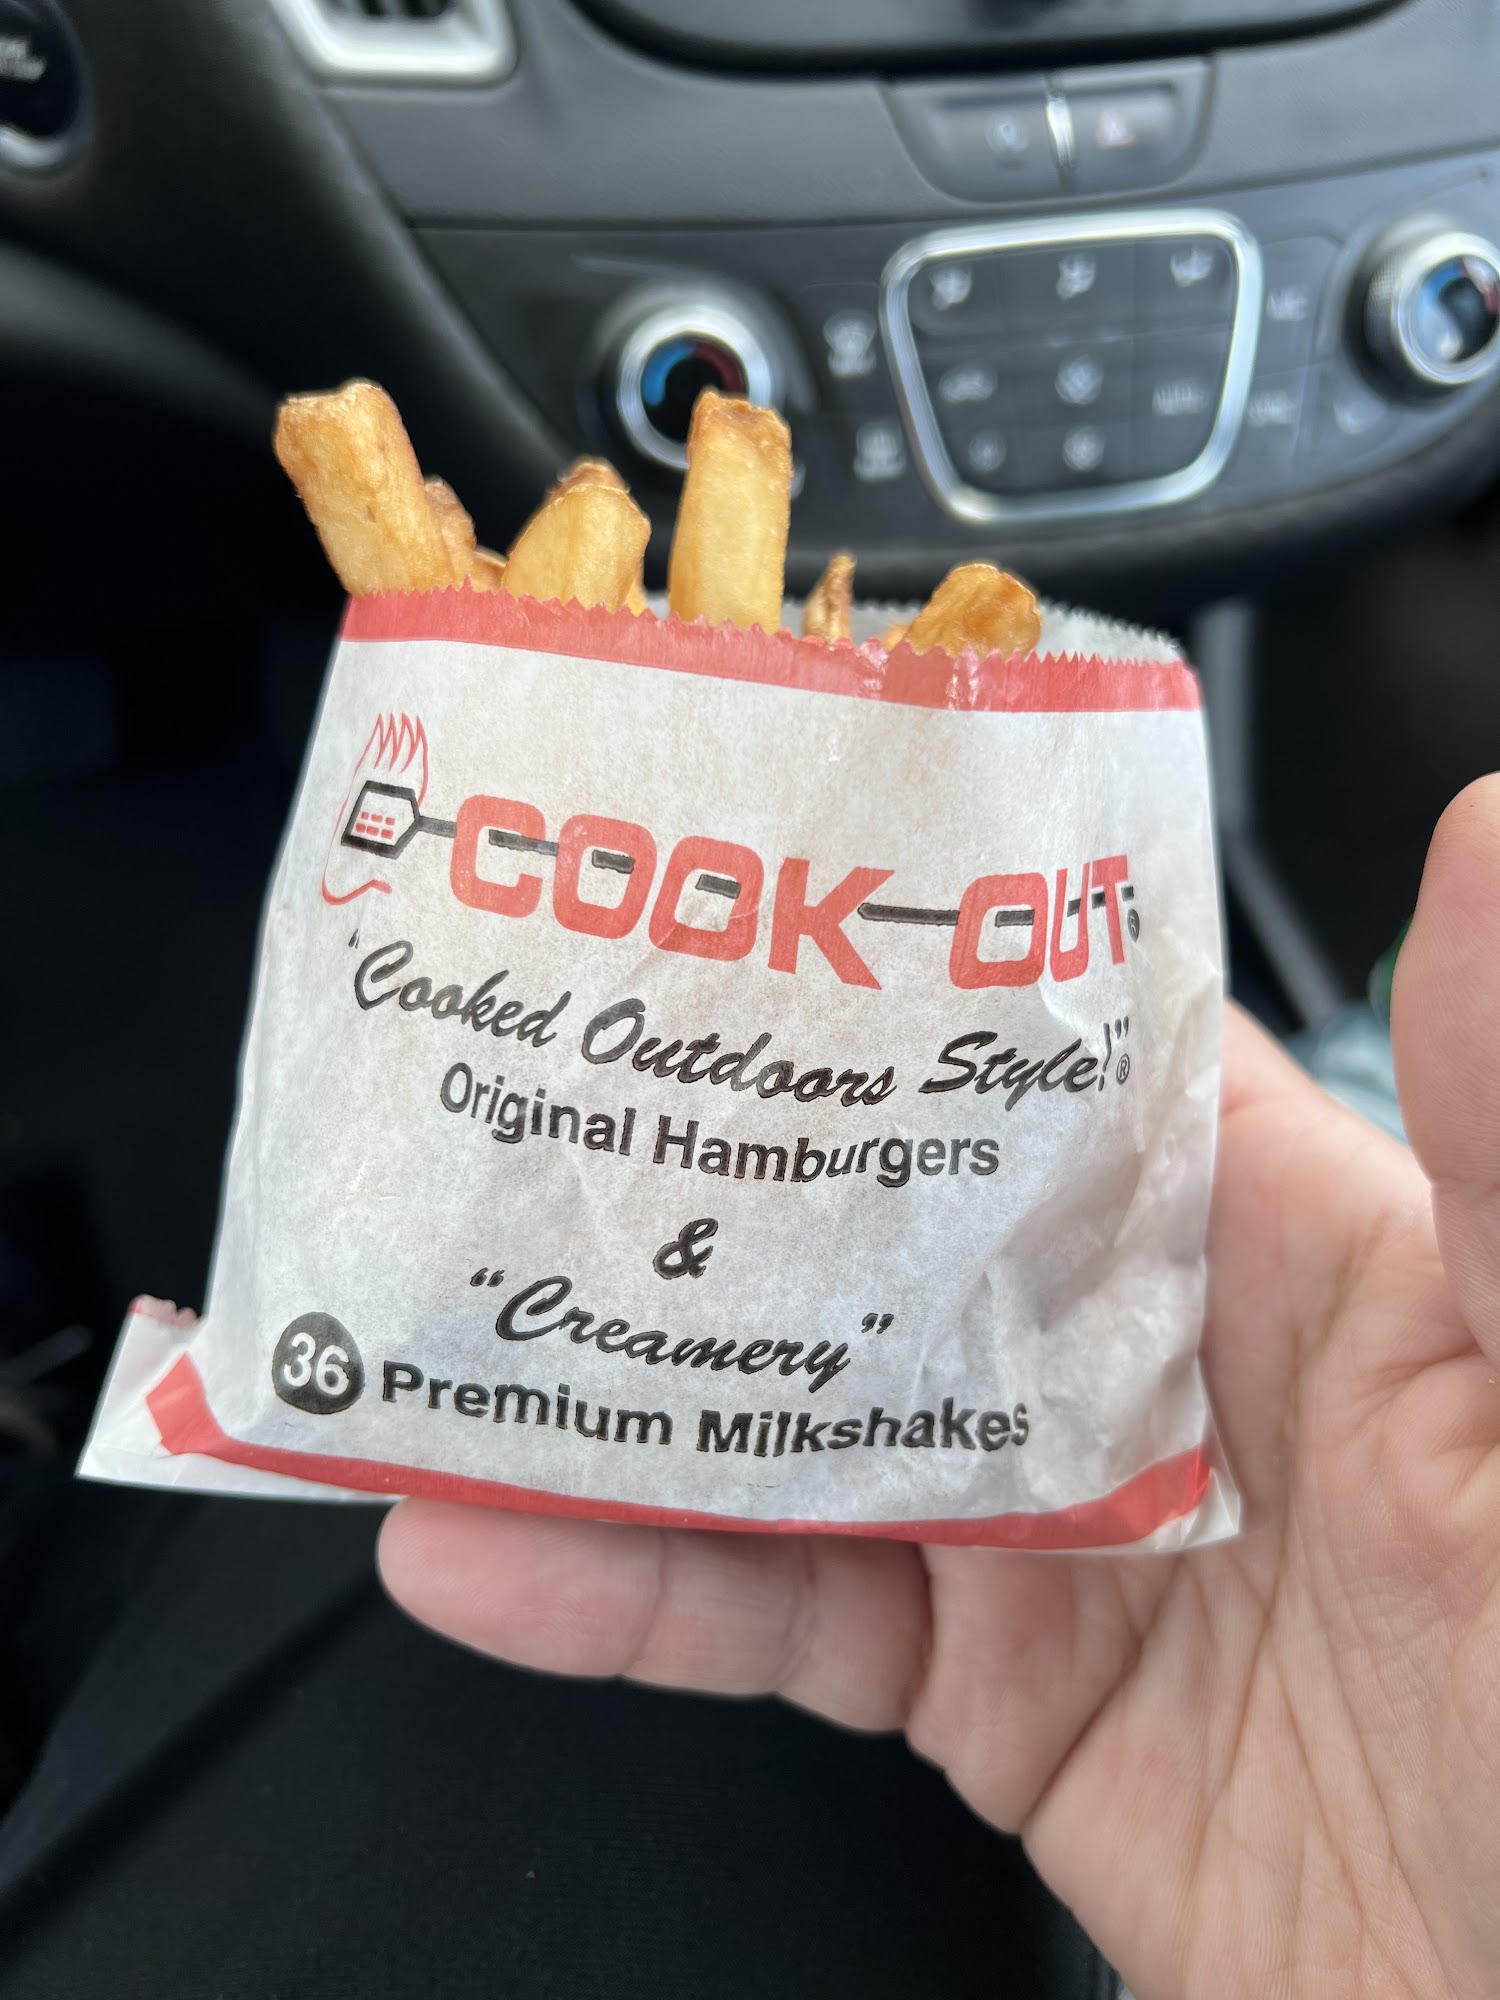 COOK OUT®
"Cooked Outdoors Style!"®
Original Hamburgers
&
"Creamery"
36 Premium Milkshakes